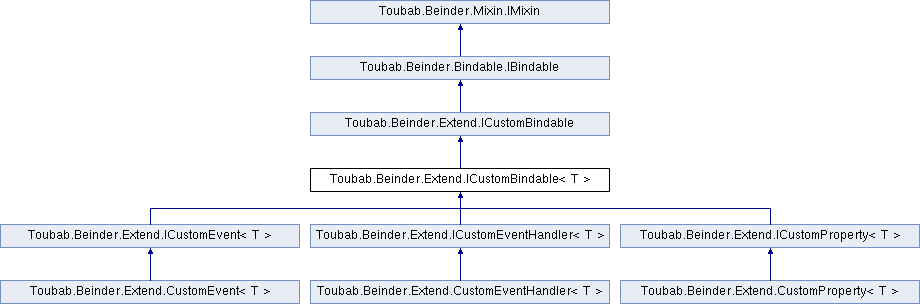 Toubab.Beinder.Mixin.IMixin
Toubab.Beinder.Bindable.IBindable
Toubab.Beinder.Extend.ICustomBindable
Toubab.Beinder.Extend.ICustomBindable< T >
Toubab.Beinder.Extend.ICustomEvent< T >
Toubab.Beinder.Extend.ICustomEventHandler< T >
Toubab.Beinder.Extend.ICustomProperty< T >
Toubab.Beinder.Extend.CustomEvent< T >
Toubab.Beinder.Extend.CustomEventHandler< T >
Toubab.Beinder.Extend.CustomProperty< T >